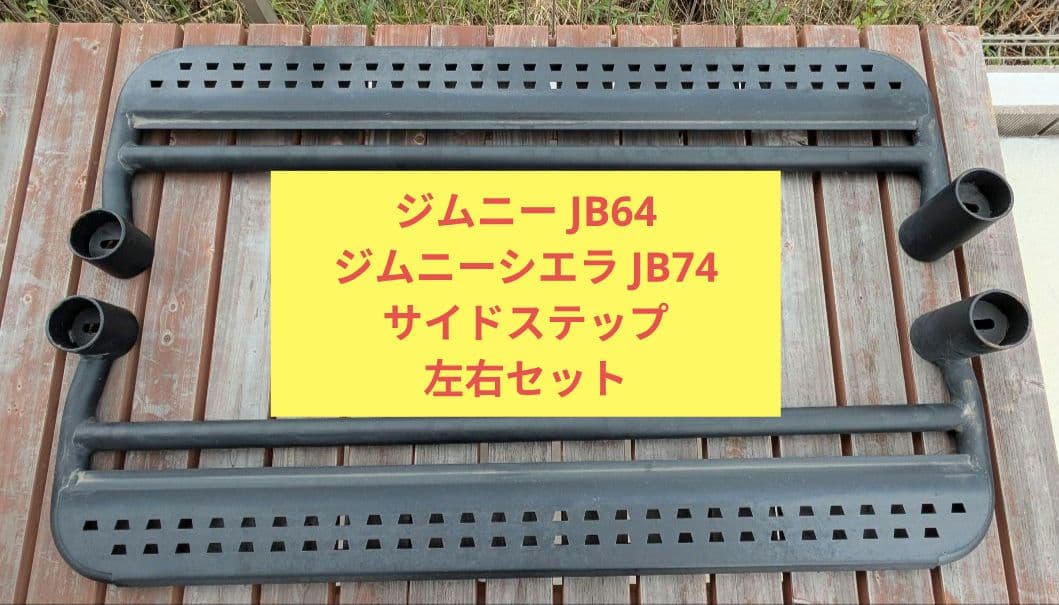 ジムニー JB64
ジムニーシエラ JB74
サイドステップ
左右セット